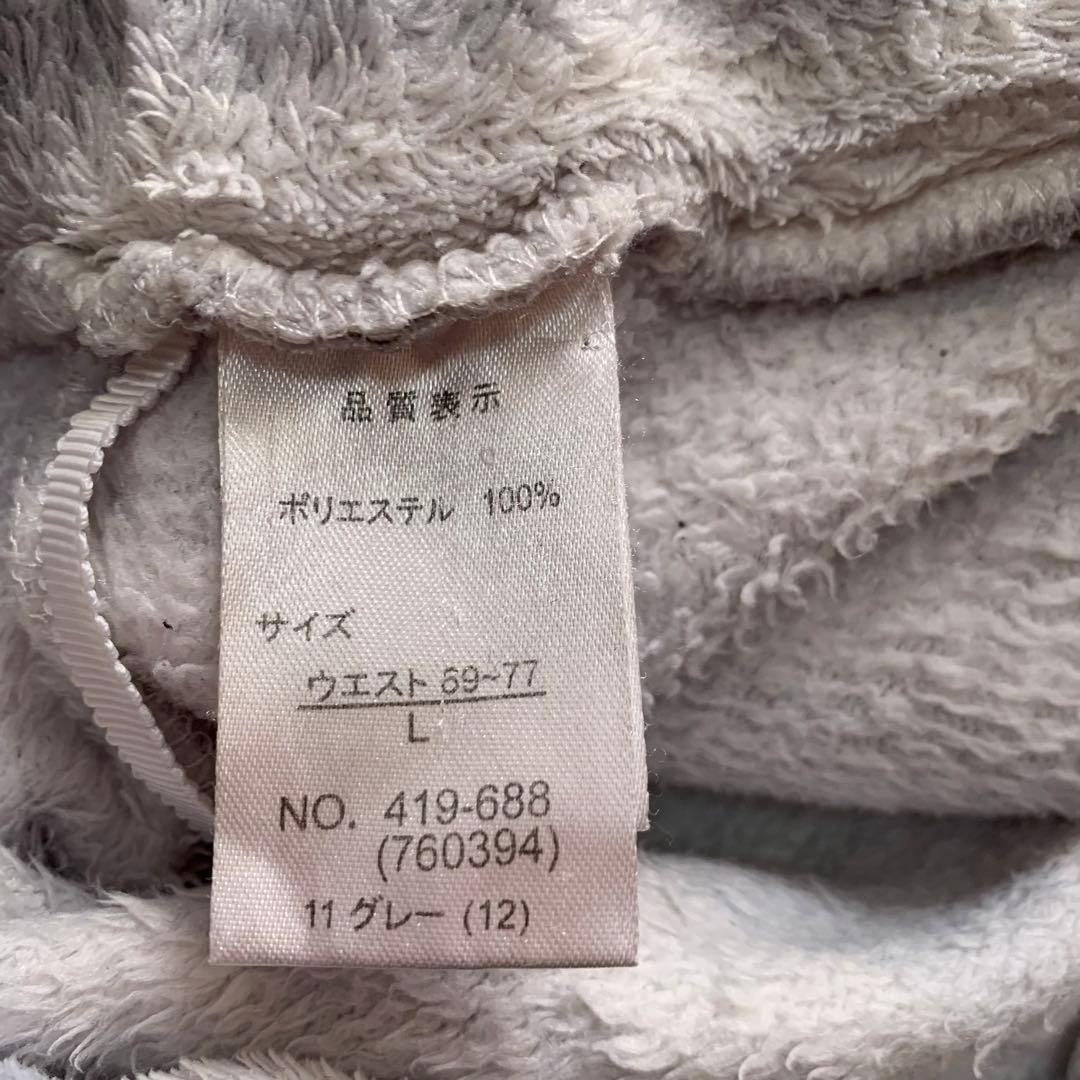 品質表示
ポリエステル 100%
サイズ
ウエスト 69~77
L
NO. 419-688
(760394)
11 グレー (12)